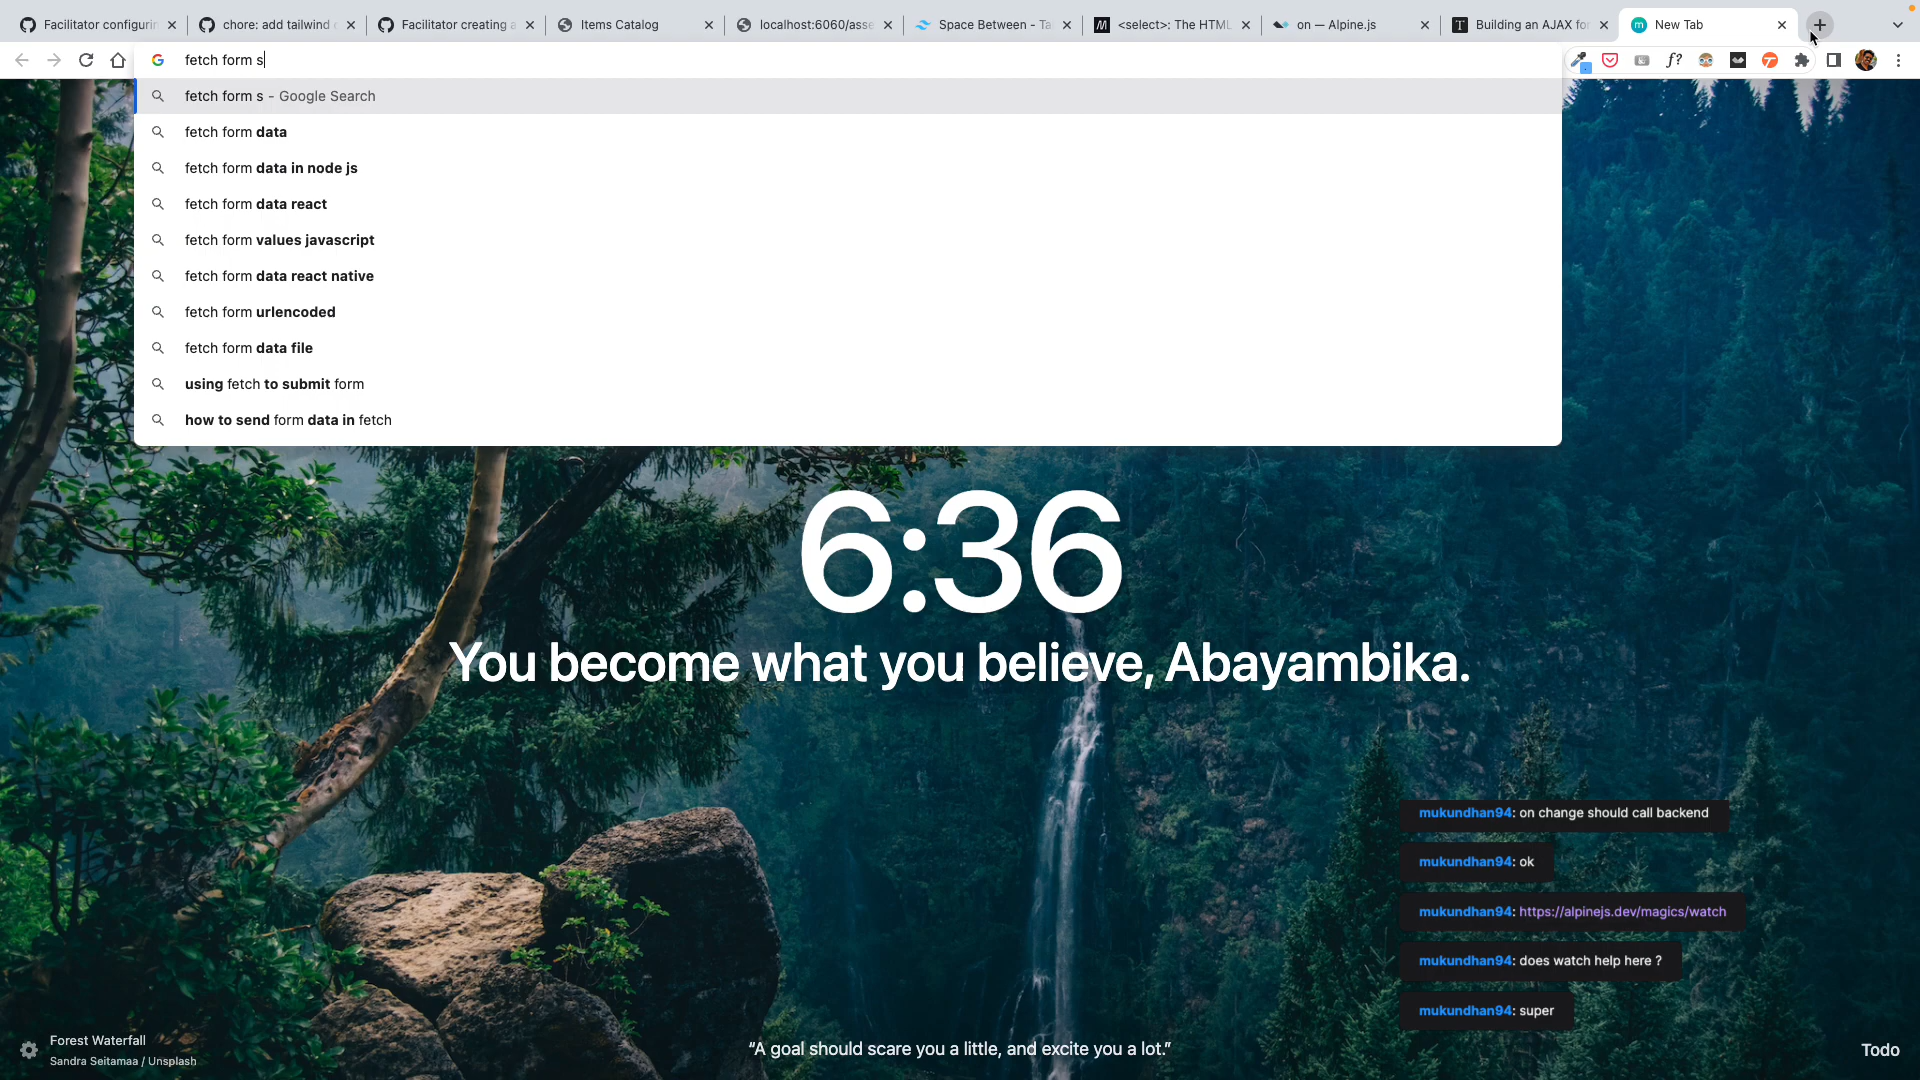 Facilitator configurin
chore: add tailwind c
Facilitator creating a
Items Catalog
localhost:6060/asse
Space Between - Ta
<select>: The HTML
on — Alpine.js
Building an AJAX for
New Tab
fetch form s
f?
fetch form s - Google Search
fetch form data
fetch form data in node js
fetch form data react
fetch form values javascript
fetch form data react native
fetch form urlencoded
fetch form data file
using fetch to submit form
how to send form data in fetch
6:36
You become what you believe, Abayambika.
mukundhan94: on change should call backend
mukundhan94: ok
mukundhan94: https://alpinejs.dev/magics/watch
mukundhan94: does watch help here ?
mukundhan94: super
Forest Waterfall
Sandra Seitamaa / Unsplash
“A goal should scare you a little, and excite you a lot.”
Todo